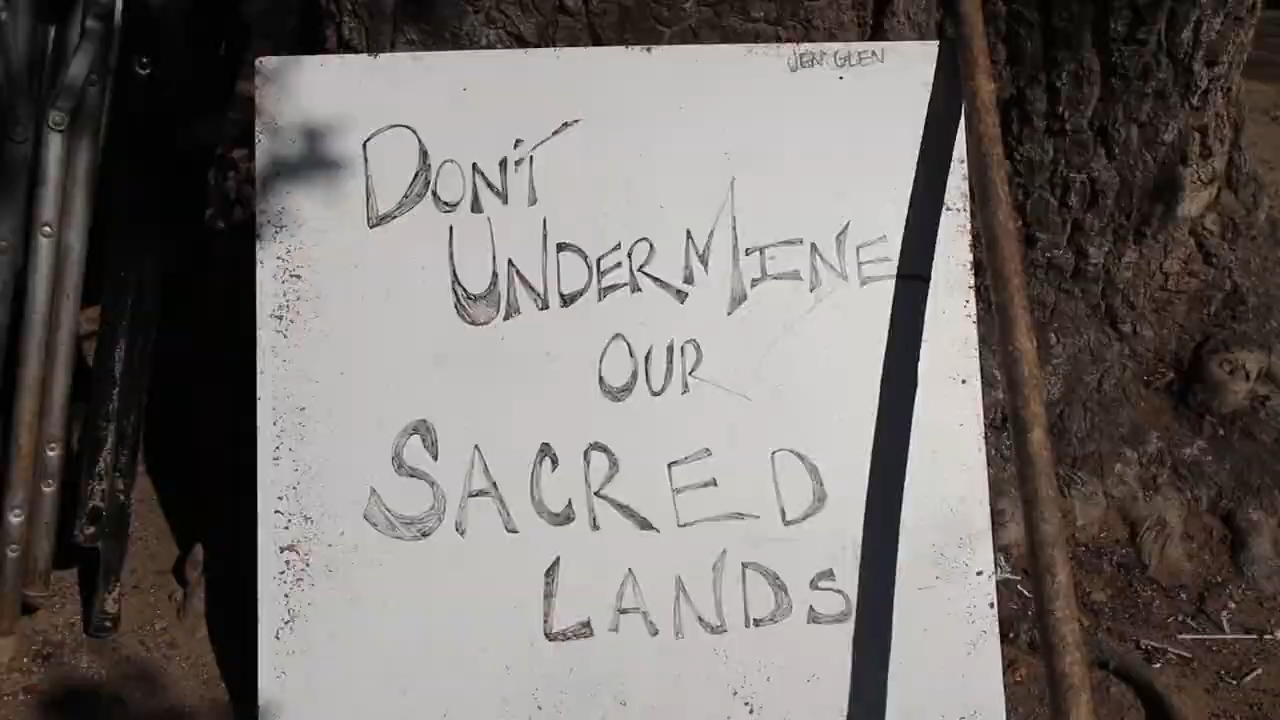 JEN GLEN
DON'T
UNDERMINE
OUR
SACRED
LANDS